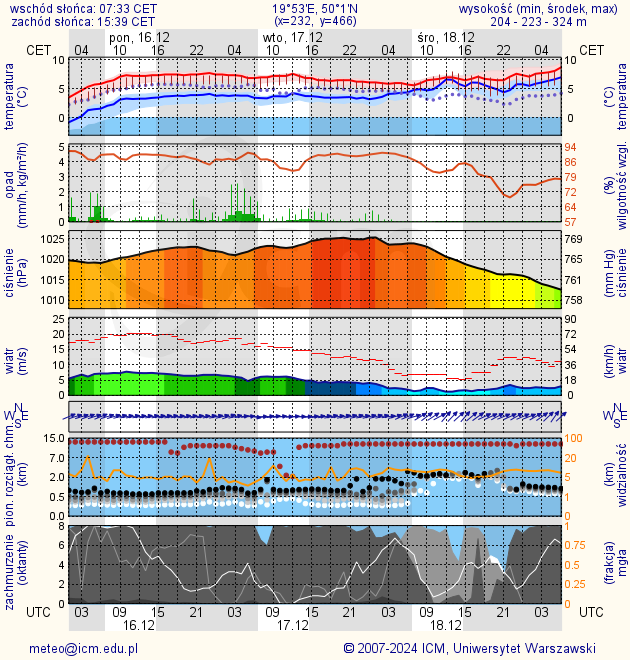 wschód słońca: 07:33 CET 19°53'E, 50°1'N wysokość (min, środek, max)
zachód słońca: 15:39 CET (x=232, y=466) 204 - 223 - 324 m
pon, 16.12 wto, 17.12 śro, 18.12
CET 04 10 16 22 04 10 16 22 04 10 16 22 04 CET
temperatura
(°C)
10
5
0
10
5
0
(°C)
temperatura
opad
(mm/h, kg/m²/h)
5
4
3
2
1
0
94
86
79
72
64
57
(%)
wilgotność wzgl.
ciśnienie
(hPa)
1025
1020
1015
1010
769
765
761
758
(mm Hg)
ciśnienie
wiatr
(m/s)
25
20
15
10
5
0
90
72
54
36
18
0
(km/h)
wiatr
N
W E
S
N
W E
S
pion. rozciągł. chm.
(km)
15.0
7.0
2.0
0.5
0.0
100
20
5
1
0
(km)
widzialność
zachmurzenie
(oktanty)
8
6
4
2
0
1
0.75
0.5
0.25
0
(frakcja)
mgła
UTC 03 09 15 21 03 09 15 21 03 09 15 21 03 UTC
16.12 17.12 18.12
meteo@icm.edu.pl © 2007-2024 ICM, Uniwersytet Warszawski